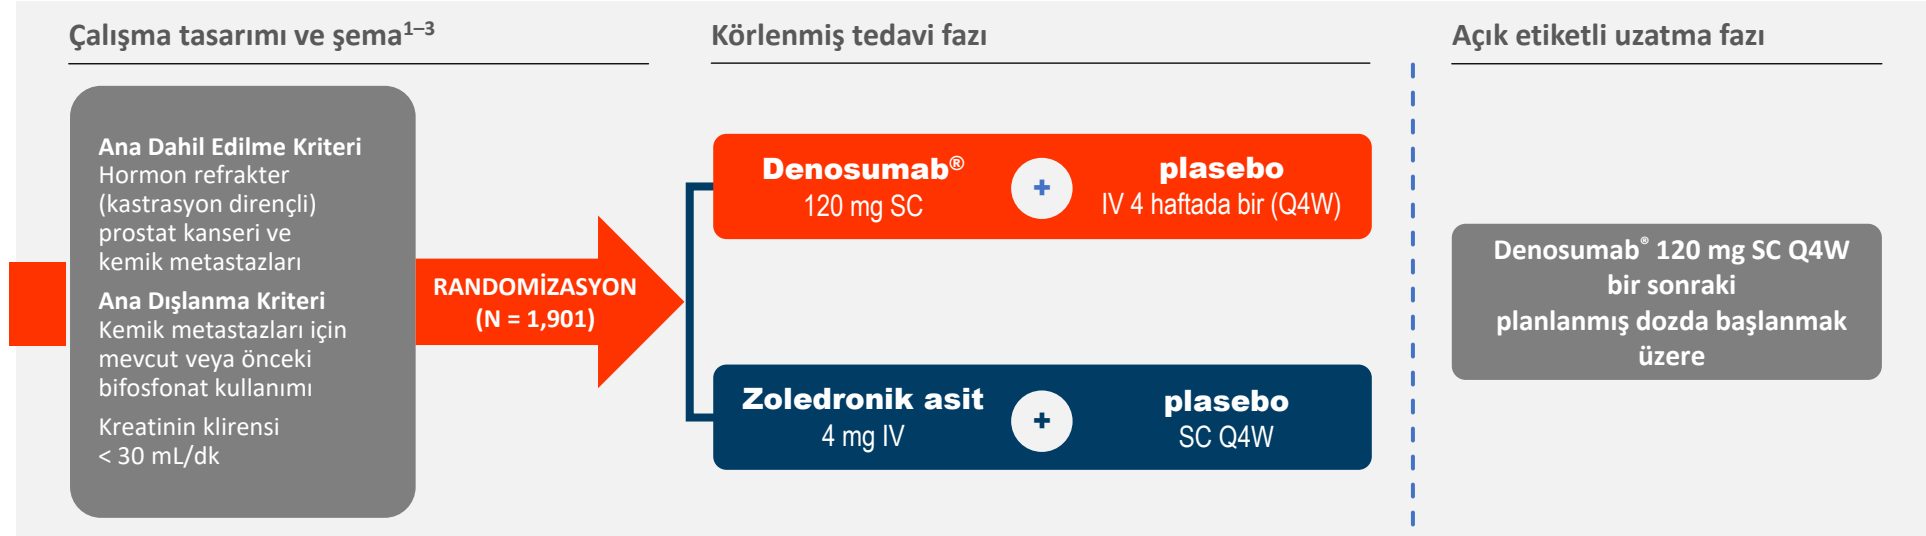 Çalışma tasarımı ve şema¹⁻³
Ana Dahil Edilme Kriteri
Hormon refrakter
(kastrasyon dirençli)
prostat kanseri ve
kemik metastazları
Ana Dışlanma Kriteri
Kemik metastazları için
mevcut veya önceki
bifosfonat kullanımı
Kreatinin klirensi
< 30 mL/dk
RANDOMİZASYON
(N = 1,901)
Körlenmiş tedavi fazı
Denosumab®
120 mg SC
+
plasebo
IV 4 haftada bir (Q4W)
Zoledronik asit
4 mg IV
+
plasebo
SC Q4W
Açık etiketli uzatma fazı
Denosumab® 120 mg SC Q4W
bir sonraki
planlanmış dozda başlanmak
üzere